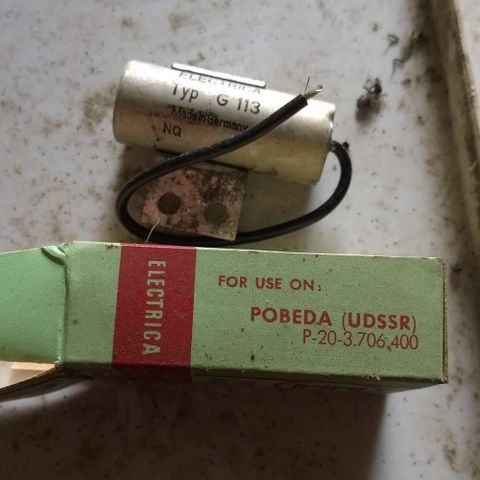 ELECTRICA
Typ G 113
Made in Germany
NQ
ELECTRICA
FOR USE ON:
POBEDA (UDSSR)
P-20-3.706.400